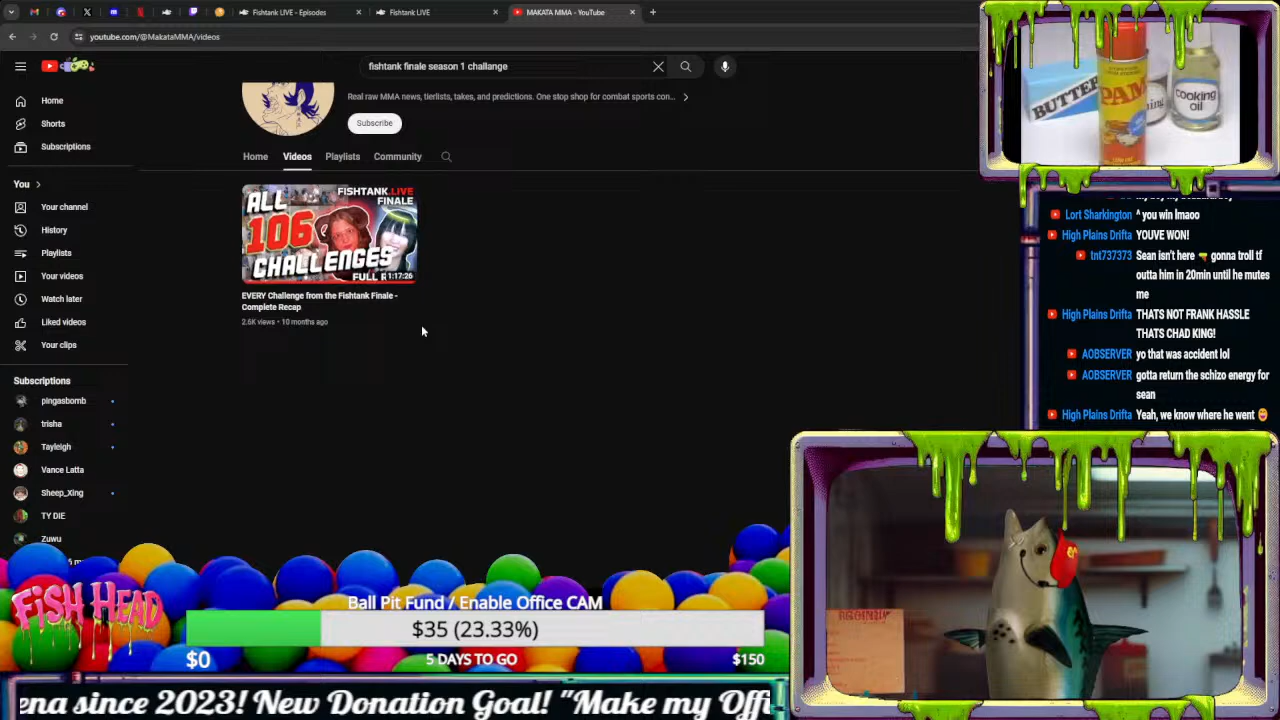 Fishtank LIVE - Episodes
Fishtank LIVE
MAKATA MMA - YouTube
youtube.com/@MakataMMA/videos
fishtank finale season 1 challange
Real raw MMA news, tierlists, takes, and predictions. One stop shop for combat sports con...
Subscribe
Home
Videos
Playlists
Community
Home
Shorts
Subscriptions
You
Your channel
History
Playlists
Your videos
Watch later
Liked videos
Your clips
Subscriptions
pingasbomb
trisha
Tayleigh
Vance Latta
Sheep_Xing
TY DIE
Zuwu
FISHTANK.LIVE
FINALE
ALL
106
CHALLENGES
FULL R
1:17:26
EVERY Challenge from the Fishtank Finale -
Complete Recap
2.6K views • 10 months ago
BUTTER
PAM
cooking
oil
Lort Sharkington ^ you win lmaoo
High Plains Drifta YOUVE WON!
tnt737373 Sean isn't here 🔫 gonna troll tf
outta him in 20min until he mutes
me
High Plains Drifta THATS NOT FRANK HASSLE
THATS CHAD KING!
AOBSERVER yo that was accident lol
AOBSERVER gotta return the schizo energy for
sean
High Plains Drifta Yeah, we know where he went
FISH HEAD
Ball Pit Fund / Enable Office CAM
$35 (23.33%)
$0
5 DAYS TO GO
$150
ena since 2023! New Donation Goal! "Make my Offi